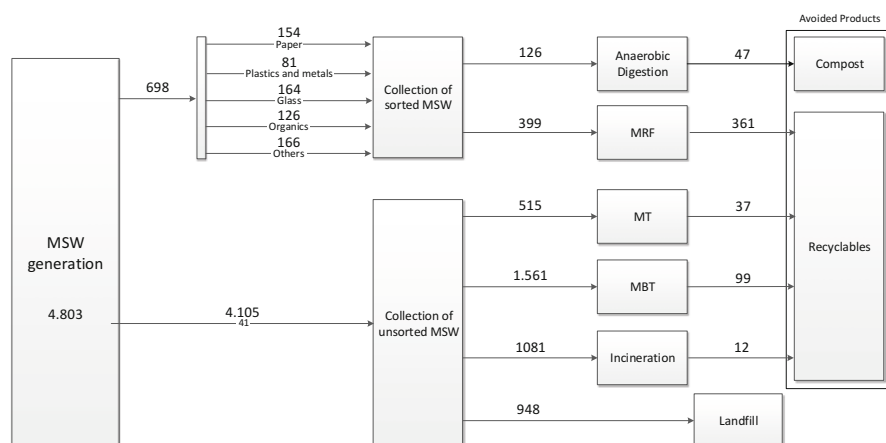 Avoided Products
154
Paper
81
Plastics and metals
164
Glass
126
Organics
166
Others
698
Collection of
sorted MSW
126
Anaerobic
Digestion
47
Compost
399
MRF
361
MSW
generation
4.803
4.105
41
Collection of
unsorted MSW
515
MT
37
1.561
MBT
99
Recyclables
1081
Incineration
12
948
Landfill